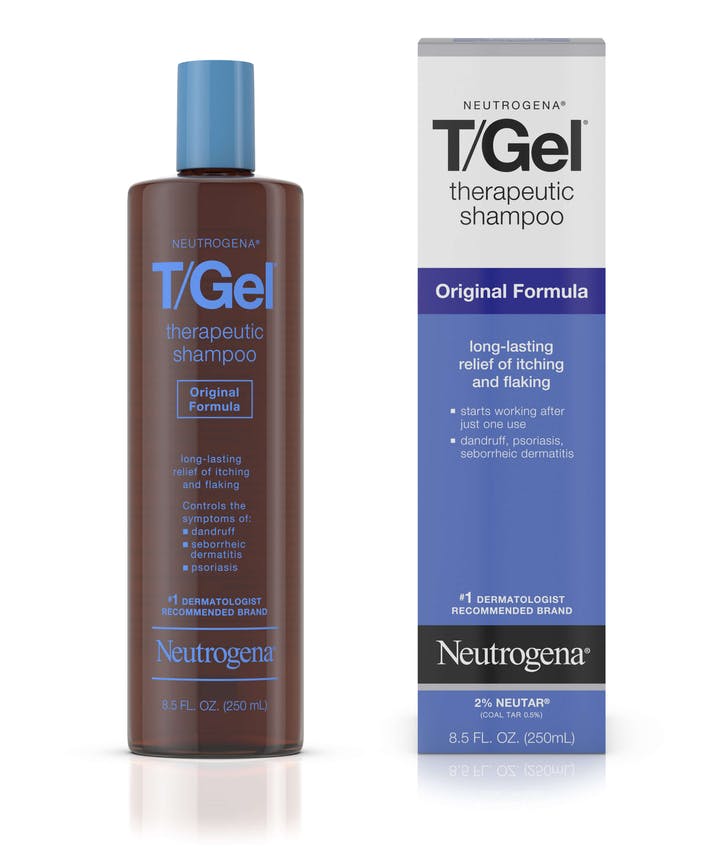 NEUTROGENA®
T/Gel®
therapeutic
shampoo
Original
Formula
long-lasting
relief of itching
and flaking
Controls the
symptoms of:
■ dandruff
■ seborrheic
dermatitis
■ psoriasis
#1 DERMATOLOGIST
RECOMMENDED BRAND
Neutrogena®
8.5 FL. OZ. (250 mL)
NEUTROGENA®
T/Gel®
therapeutic
shampoo
Original Formula
long-lasting
relief of itching
and flaking
■ starts working after
just one use
■ dandruff, psoriasis,
seborrheic dermatitis
#1 DERMATOLOGIST
RECOMMENDED BRAND
Neutrogena®
2% NEUTAR®
(COAL TAR 0.5%)
8.5 FL. OZ. (250mL)